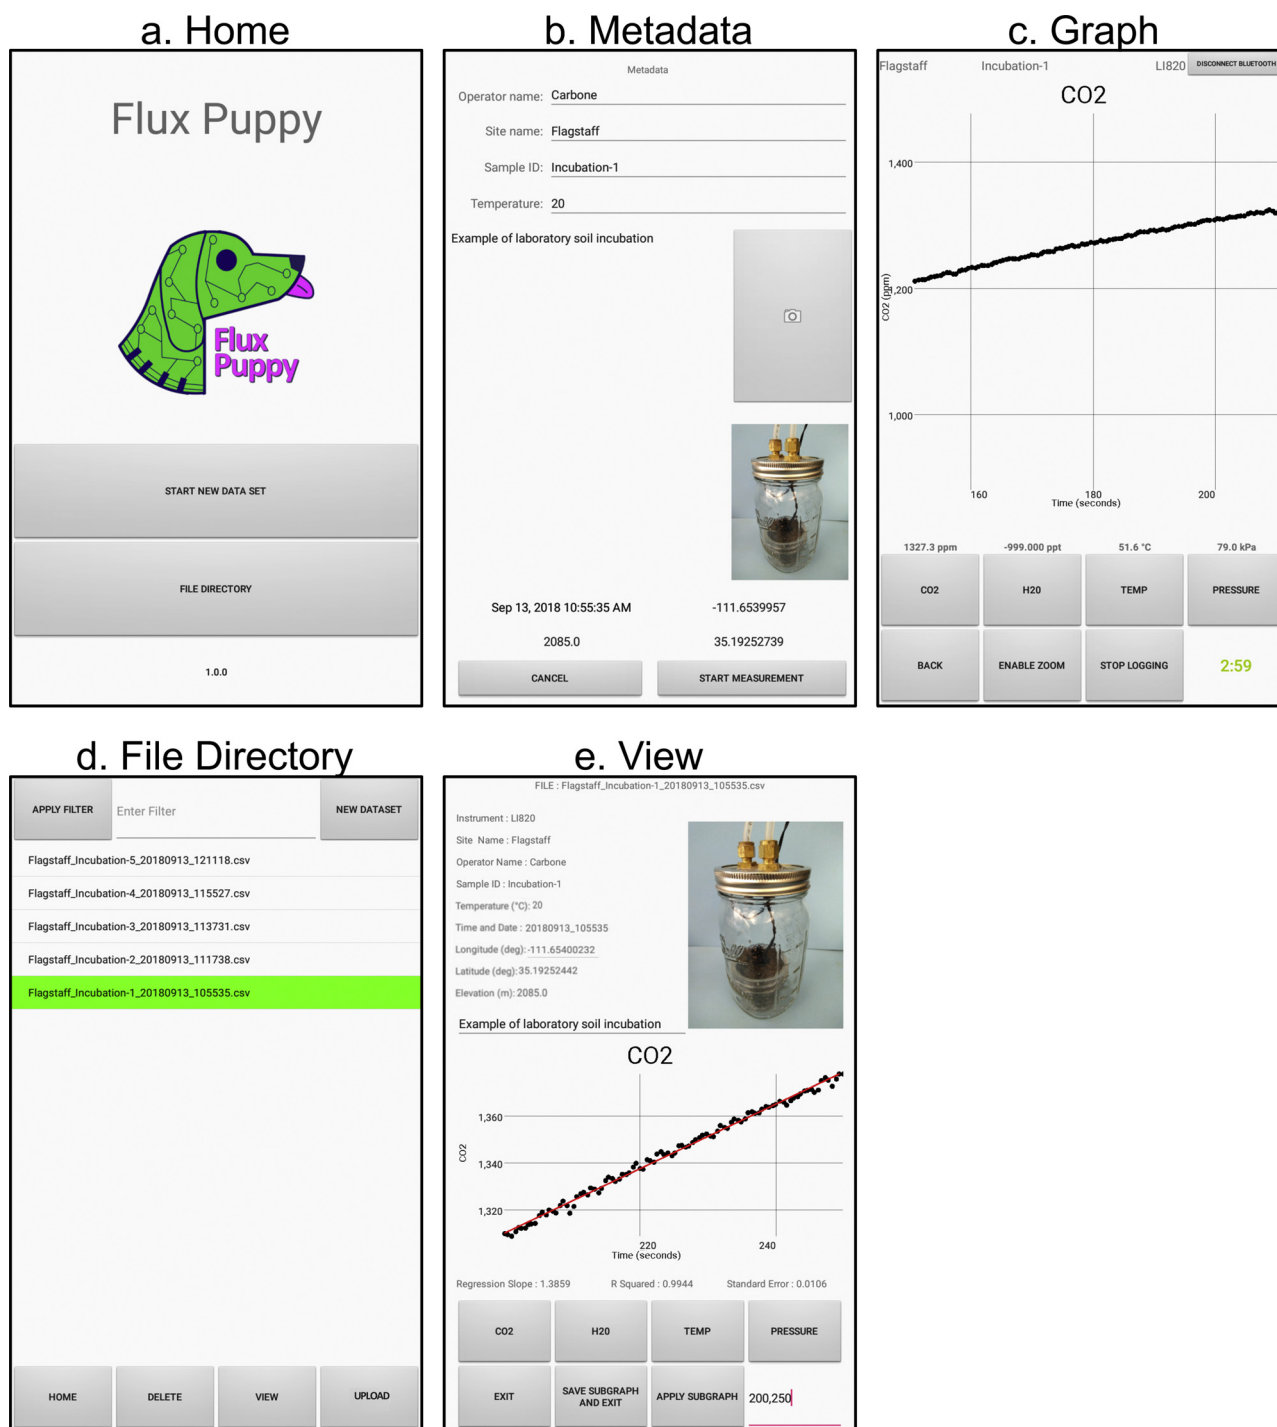 a. Home
Flux Puppy
Flux
Puppy
START NEW DATA SET
FILE DIRECTORY
1.0.0
b. Metadata
Metadata
Operator name: Carbone
Site name: Flagstaff
Sample ID: Incubation-1
Temperature: 20
Example of laboratory soil incubation
Sep 13, 2018 10:55:35 AM -111.6539957
2085.0 35.19252739
CANCEL START MEASUREMENT
c. Graph
Flagstaff Incubation-1 LI820 DISCONNECT BLUETOOTH
CO2
1,400
1,200
1,000
CO2 (ppm)
160 180 200
Time (seconds)
1327.3 ppm -999.000 ppt 51.6 °C 79.0 kPa
CO2 H20 TEMP PRESSURE
BACK ENABLE ZOOM STOP LOGGING 2:59
d. File Directory
APPLY FILTER Enter Filter NEW DATASET
Flagstaff_Incubation-5_20180913_121118.csv
Flagstaff_Incubation-4_20180913_115527.csv
Flagstaff_Incubation-3_20180913_113731.csv
Flagstaff_Incubation-2_20180913_111738.csv
Flagstaff_Incubation-1_20180913_105535.csv
HOME DELETE VIEW UPLOAD
e. View
FILE : Flagstaff_Incubation-1_20180913_105535.csv
Instrument : LI820
Site Name : Flagstaff
Operator Name : Carbone
Sample ID : Incubation-1
Temperature (°C): 20
Time and Date : 20180913_105535
Longitude (deg): -111.65400232
Latitude (deg): 35.19252442
Elevation (m): 2085.0
Example of laboratory soil incubation
CO2
1,360
1,340
1,320
CO2
220 240
Time (seconds)
Regression Slope : 1.3859 R Squared : 0.9944 Standard Error : 0.0106
CO2 H20 TEMP PRESSURE
EXIT SAVE SUBGRAPH AND EXIT APPLY SUBGRAPH 200,250